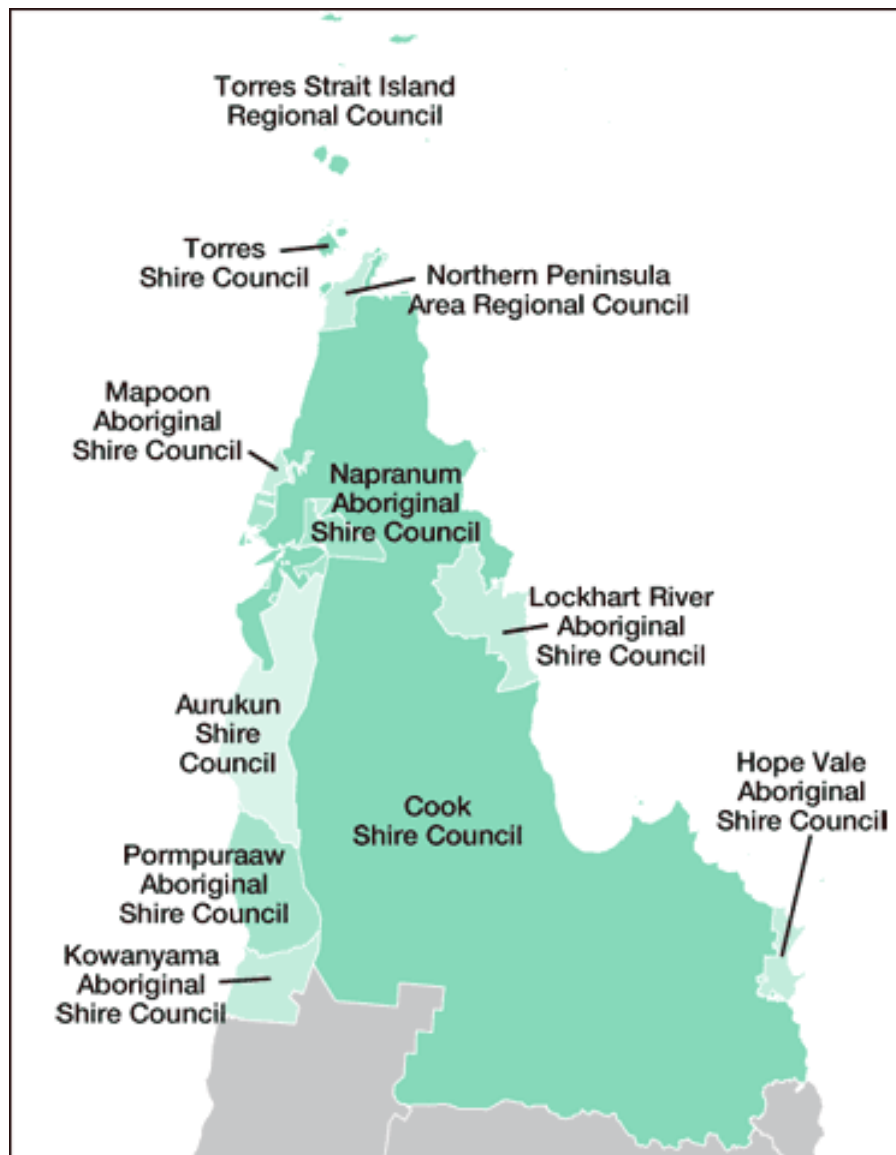 Torres Strait Island
Regional Council
Torres
Shire Council
Northern Peninsula
Area Regional Council
Mapoon
Aboriginal
Shire Council
Napranum
Aboriginal
Shire Council
Lockhart River
Aboriginal
Shire Council
Aurukun
Shire
Council
Hope Vale
Aboriginal
Shire Council
Cook
Shire Council
Pormpuraaw
Aboriginal
Shire Council
Kowanyama
Aboriginal
Shire Council